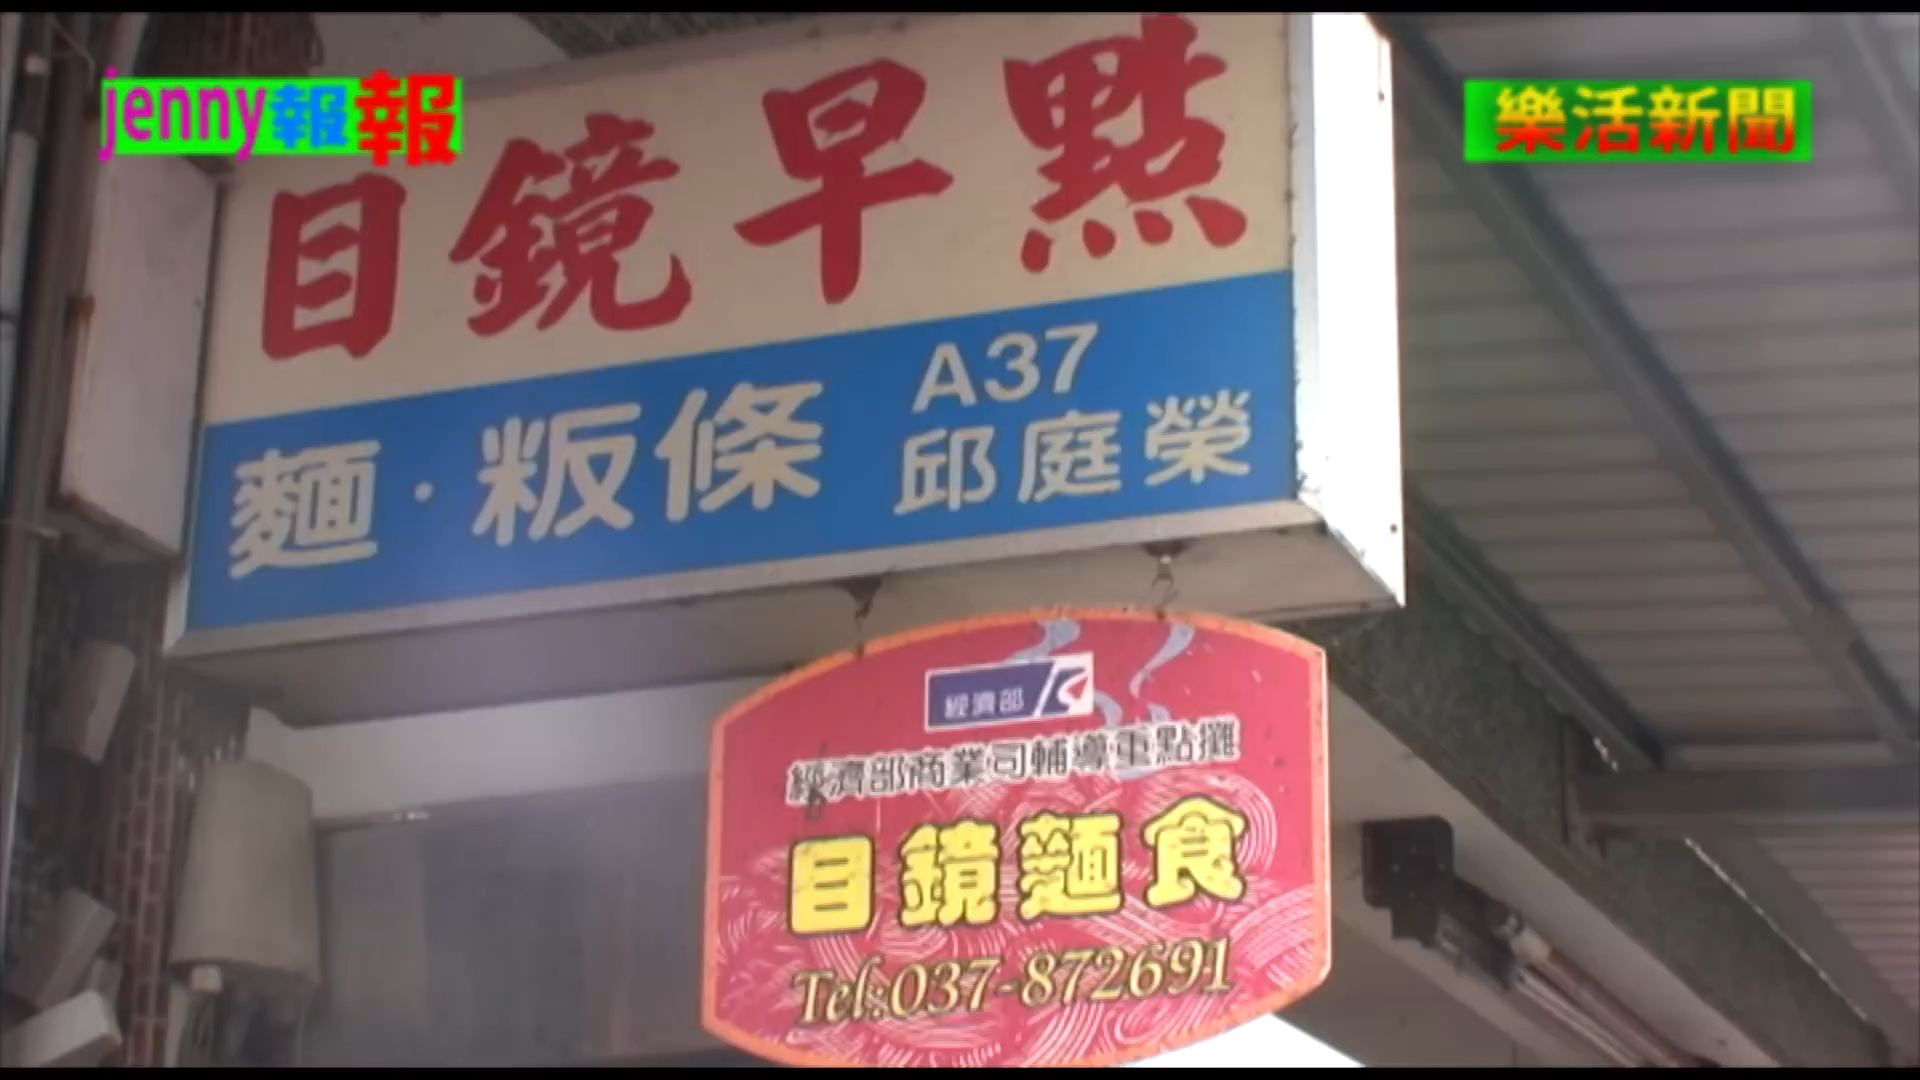 jenny報報
樂活新聞
目鏡早點
麵·粄條
A37
邱庭榮
經濟部
經濟部商業司輔導重點攤
目鏡麵食
Tel:037-872691